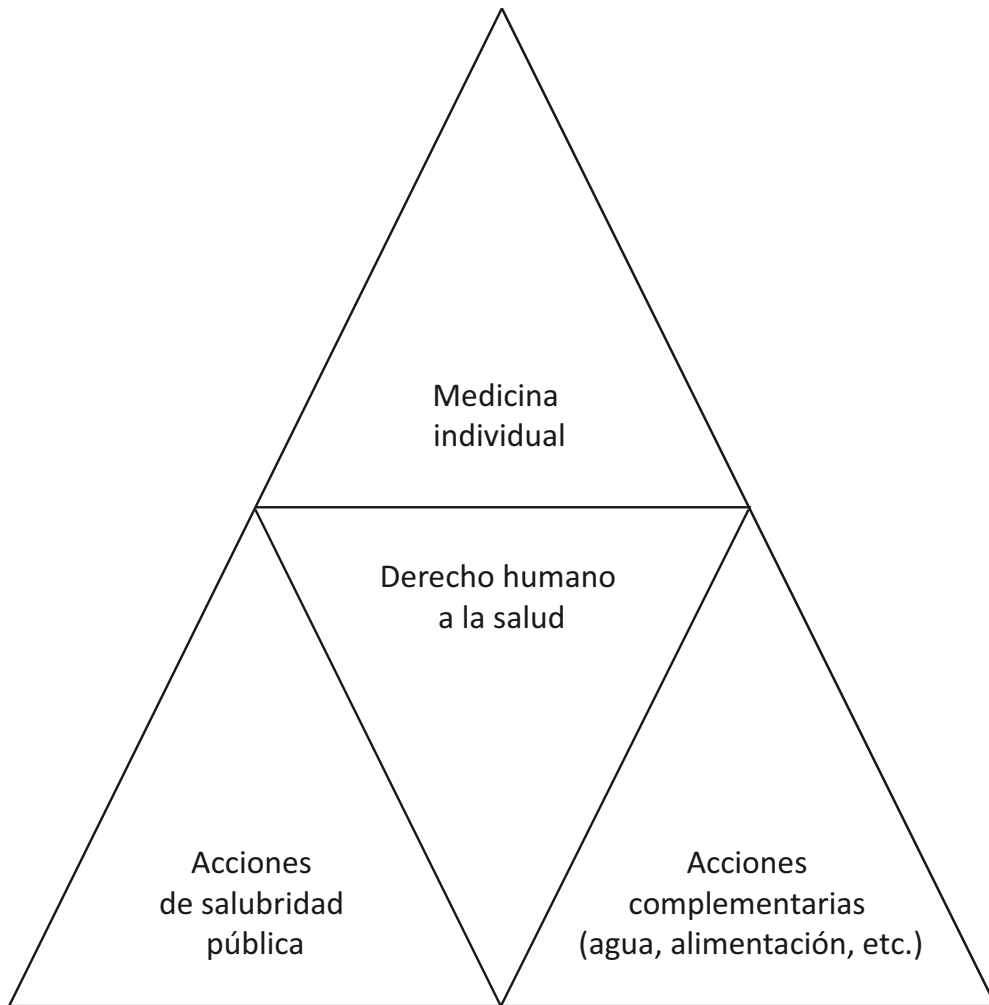 Medicina
individual
Derecho humano
a la salud
Acciones
de salubridad
pública
Acciones
complementarias
(agua, alimentación, etc.)